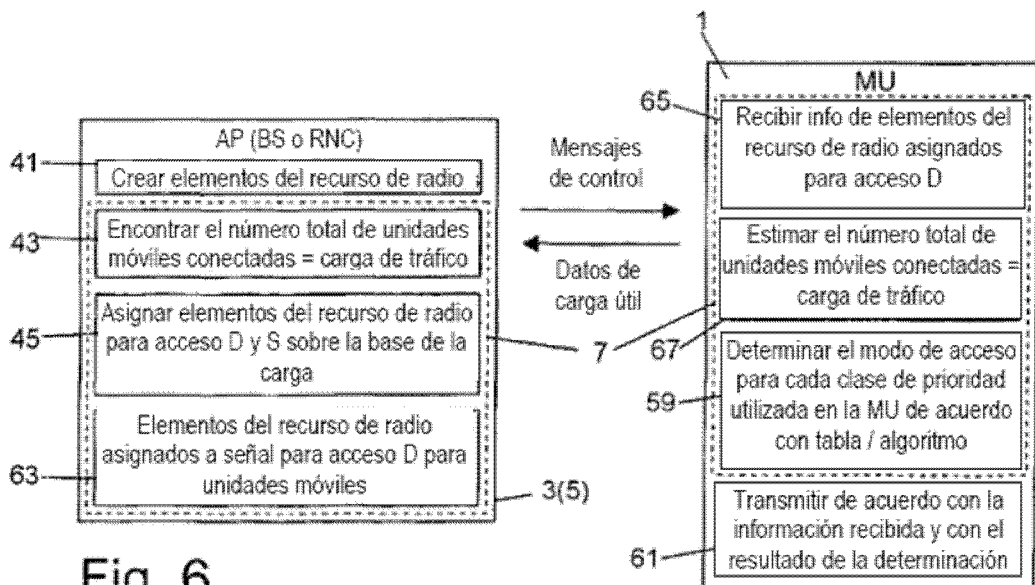 AP (BS o RNC)
41
Crear elementos del recurso de radio
43
Encontrar el número total de unidades
móviles conectadas = carga de tráfico
45
Asignar elementos del recurso de radio
para acceso D y S sobre la base de la
carga
63
Elementos del recurso de radio
asignados a señal para acceso D para
unidades móviles
3(5)
Mensajes
de control
Datos de
carga útil
7
1
MU
65
Recibir info de elementos del
recurso de radio asignados
para acceso D
Estimar el número total de
unidades móviles conectadas =
carga de tráfico
67
59
Determinar el modo de acceso
para cada clase de prioridad
utilizada en la MU de acuerdo
con tabla / algoritmo
61
Transmitir de acuerdo con la
información recibida y con el
resultado de la determinación
Fig. 6